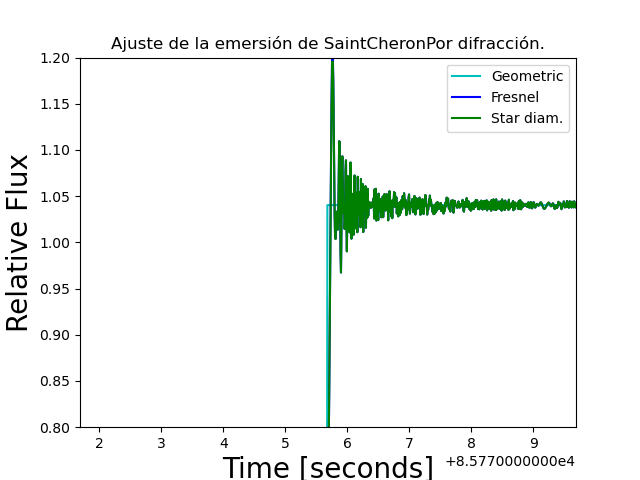 Ajuste de la emersión de SaintCheronPor difracción.
Relative Flux
1.20
1.15
1.10
1.05
1.00
0.95
0.90
0.85
0.80
Geometric
Fresnel
Star diam.
2 3 4 5 6 7 8 9
Time [seconds]
+8.5770000000e4